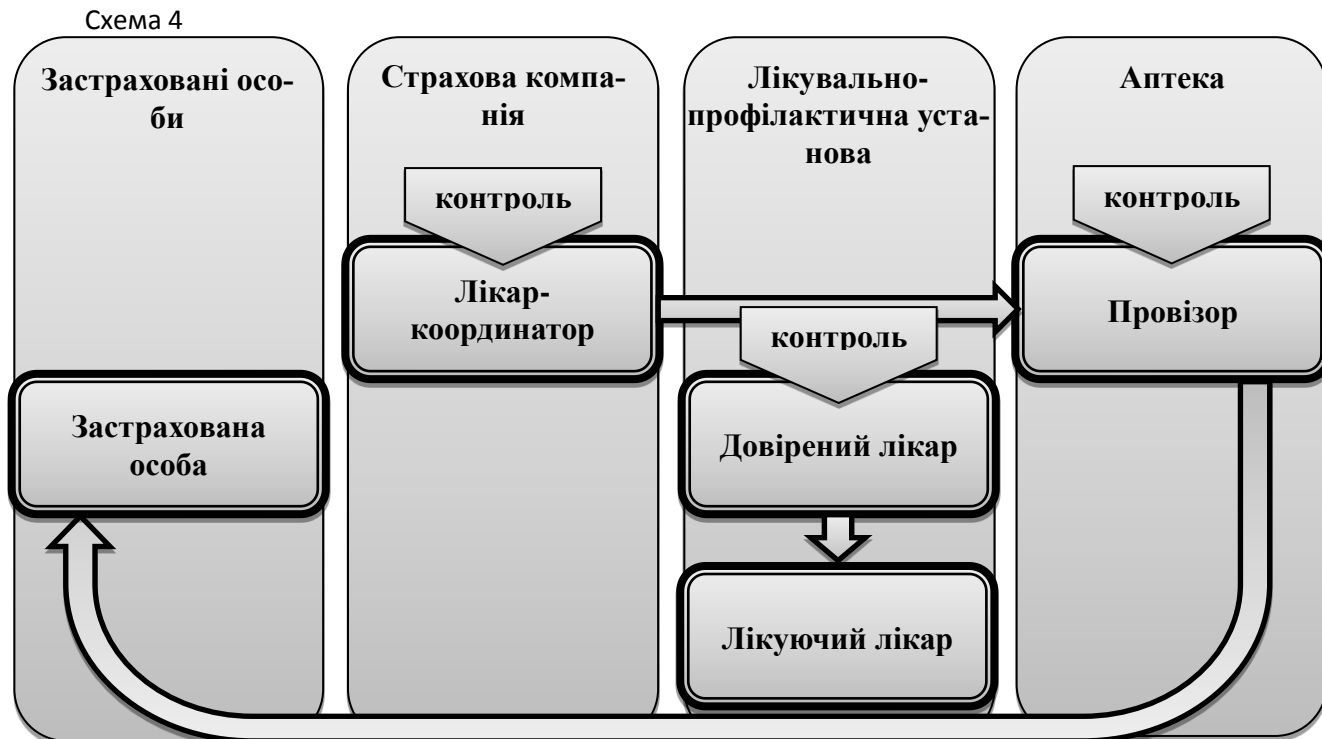 Схема 4
Застраховані осо-
би
Страхова компа-
нія
Лікувально-
профілактична уста-
нова
Аптека
контроль
контроль
Лікар-
координатор
Провізор
контроль
Застрахована
особа
Довірений лікар
Лікуючий лікар